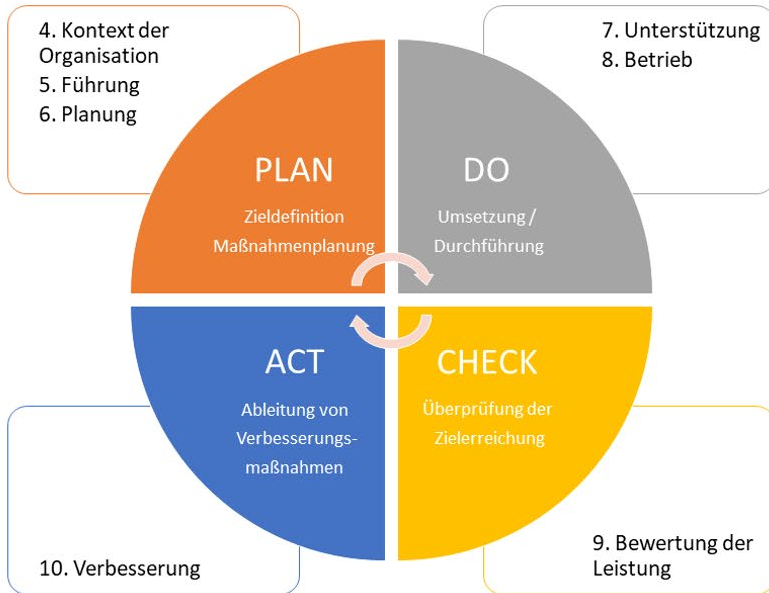 4. Kontext der
Organisation
5. Führung
6. Planung
7. Unterstützung
8. Betrieb
PLAN
Zieldefinition
Maßnahmenplanung
DO
Umsetzung /
Durchführung
ACT
Ableitung von
Verbesserungs-
maßnahmen
CHECK
Überprüfung der
Zielerreichung
10. Verbesserung
9. Bewertung der
Leistung